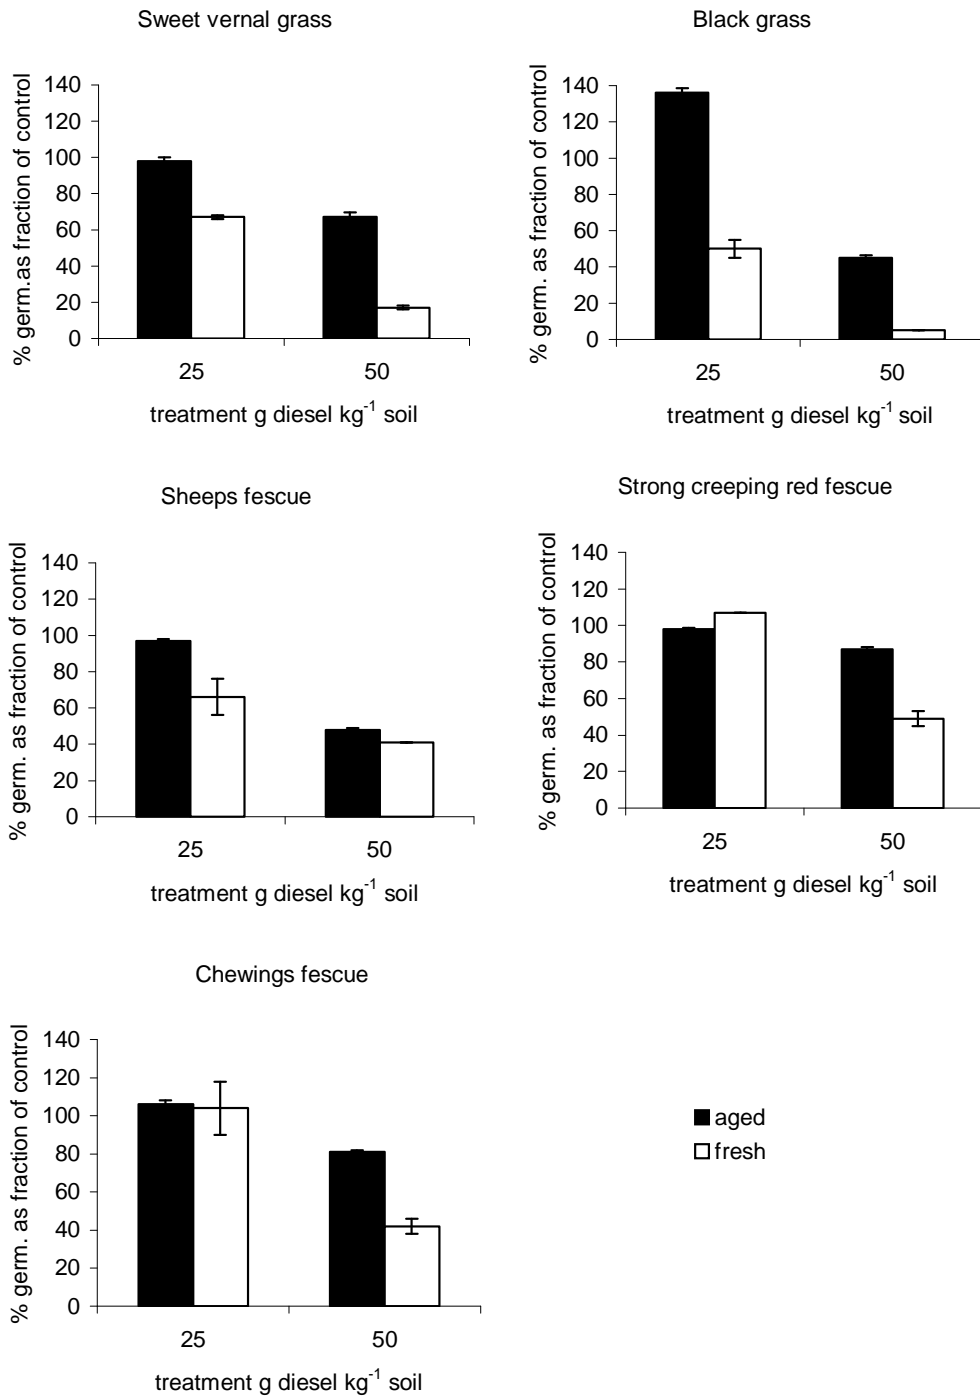 Sweet vernal grass
% germ.as fraction of control
140
120
100
80
60
40
20
0
25 50
treatment g diesel kg⁻¹ soil
Black grass
% germ. as fraction of control
140
120
100
80
60
40
20
0
25 50
treatment g diesel kg⁻¹ soil
Sheeps fescue
% germ. as fraction of control
140
120
100
80
60
40
20
0
25 50
treatment g diesel kg⁻¹ soil
Strong creeping red fescue
% germ. as fraction of control
140
120
100
80
60
40
20
0
25 50
treatment g diesel kg⁻¹ soil
Chewings fescue
% germ. as fraction of control
140
120
100
80
60
40
20
0
25 50
treatment g diesel kg⁻¹ soil
aged
fresh